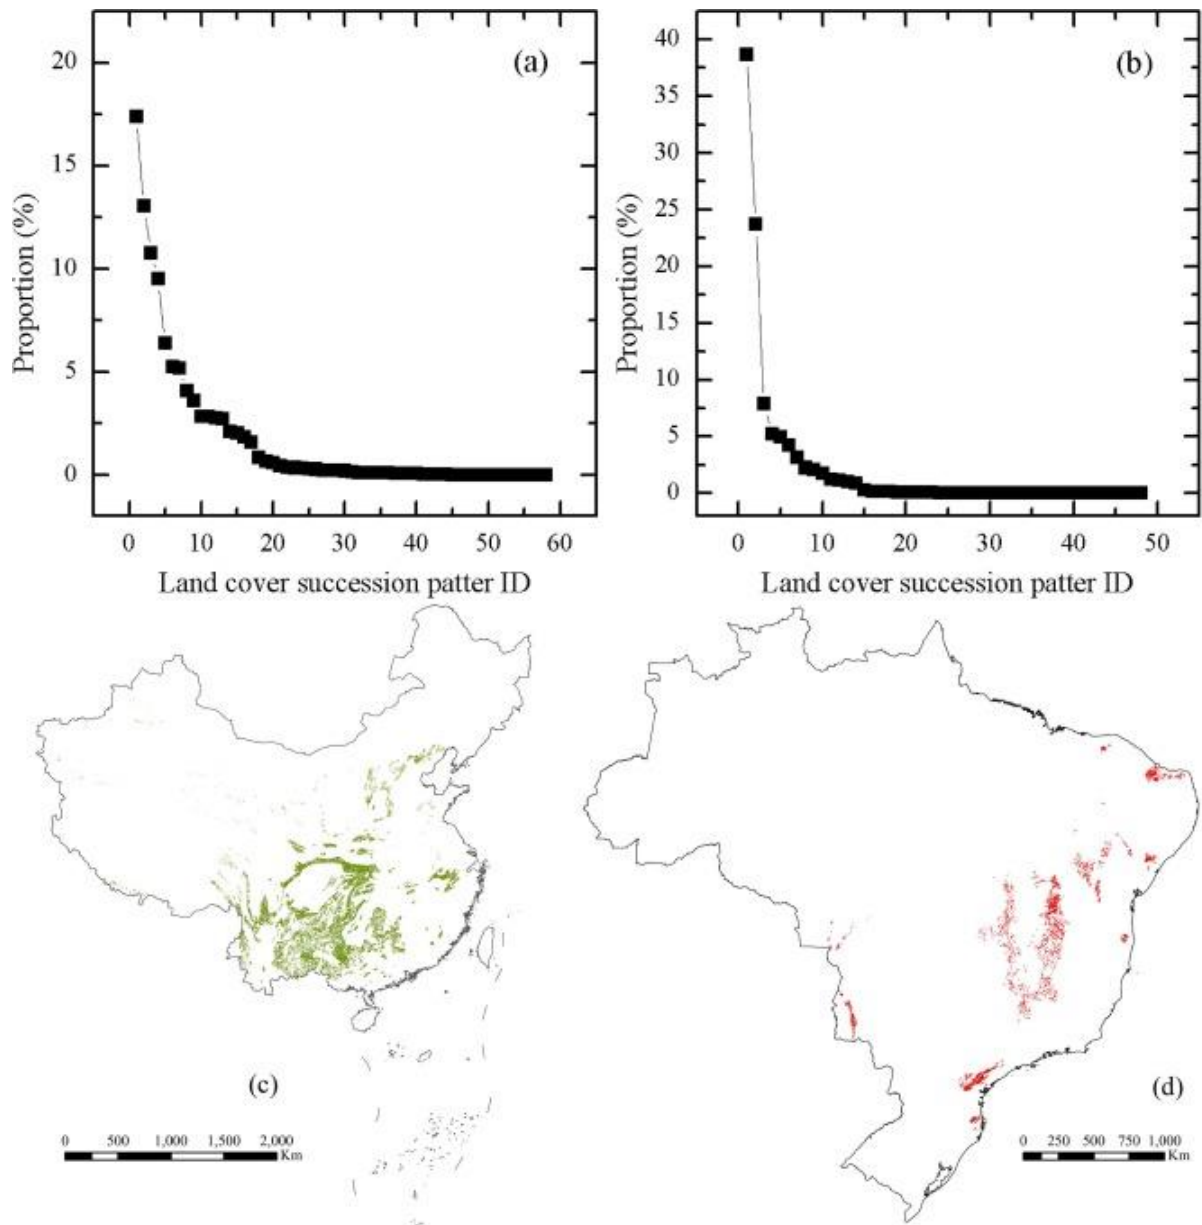 (a)
20
15
10
5
0
Proportion (%)
0 10 20 30 40 50 60
Land cover succession patter ID
(b)
40
35
30
25
20
15
10
5
0
Proportion (%)
0 10 20 30 40 50
Land cover succession patter ID
(c)
0 500 1,000 1,500 2,000
Km
(d)
0 250 500 750 1,000
Km